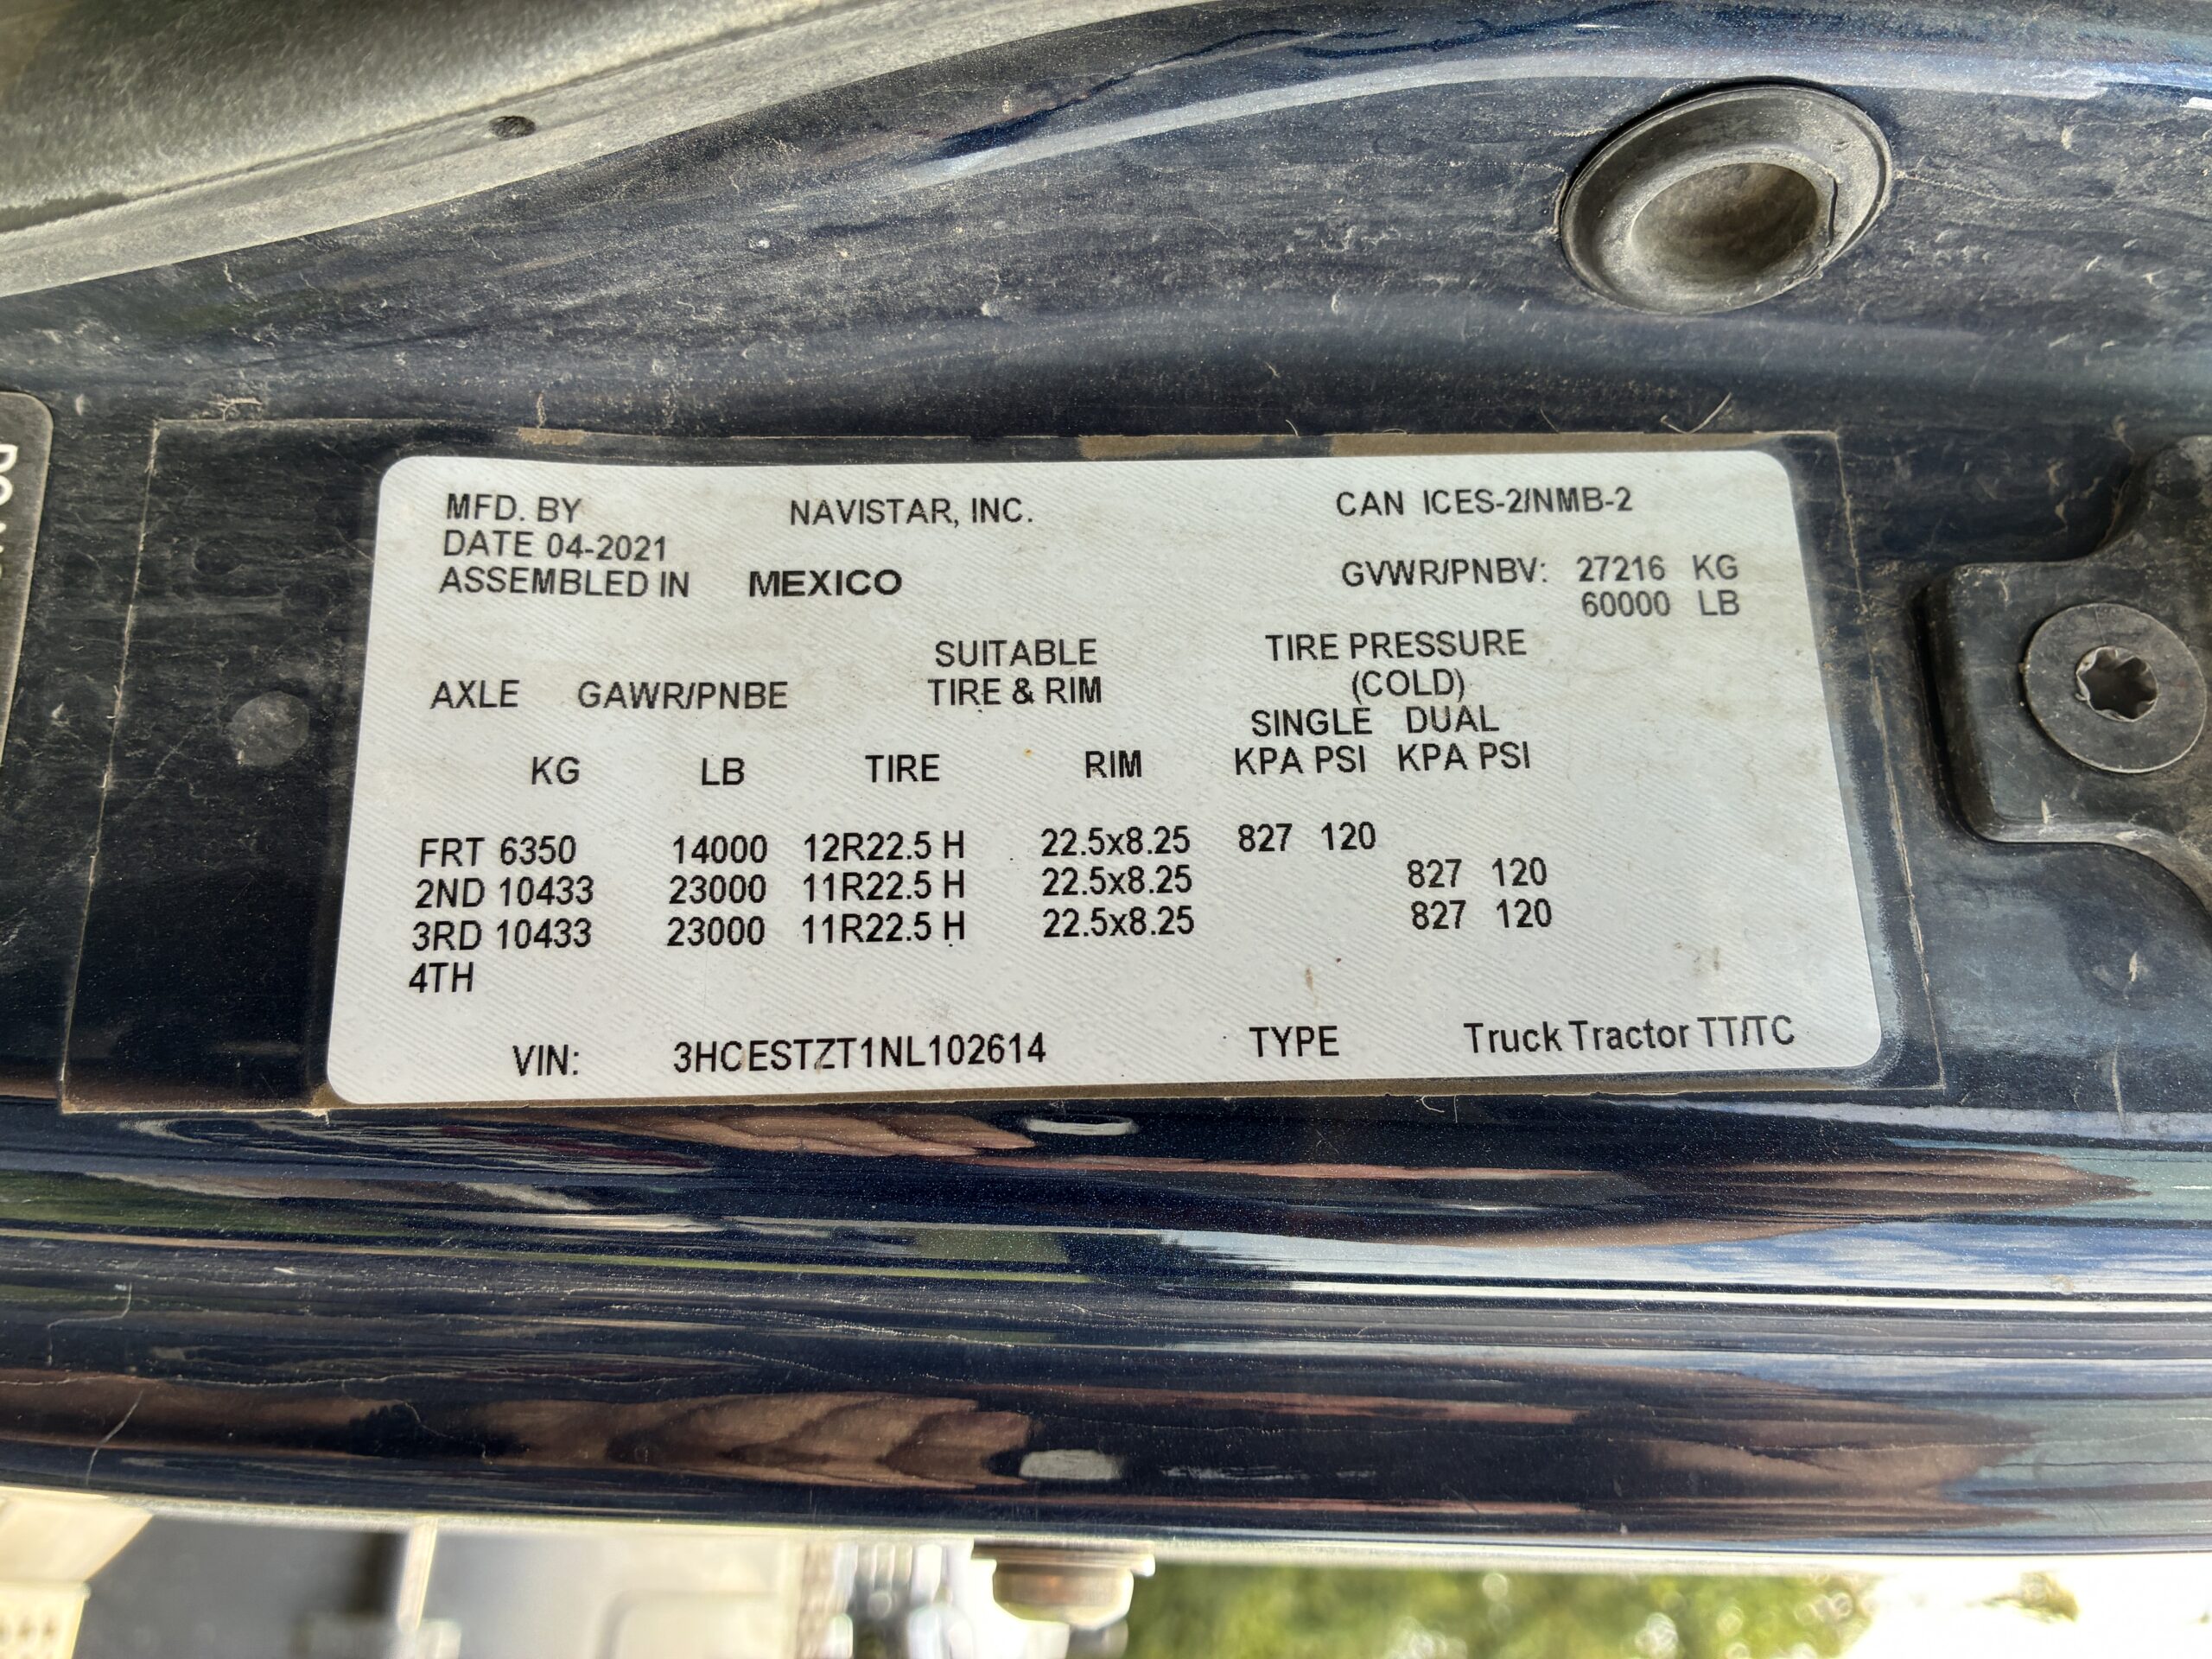 MFD. BY NAVISTAR, INC. CAN ICES-2/NMB-2
DATE 04-2021
ASSEMBLED IN MEXICO GVWR/PNBV: 27216 KG
60000 LB
SUITABLE TIRE PRESSURE
AXLE GAWR/PNBE TIRE & RIM (COLD)
SINGLE DUAL
KG LB TIRE RIM KPA PSI KPA PSI
FRT 6350 14000 12R22.5 H 22.5x8.25 827 120
2ND 10433 23000 11R22.5 H 22.5x8.25 827 120
3RD 10433 23000 11R22.5 H 22.5x8.25 827 120
4TH
VIN: 3HCESTZT1NL102614 TYPE Truck Tractor TT/TC